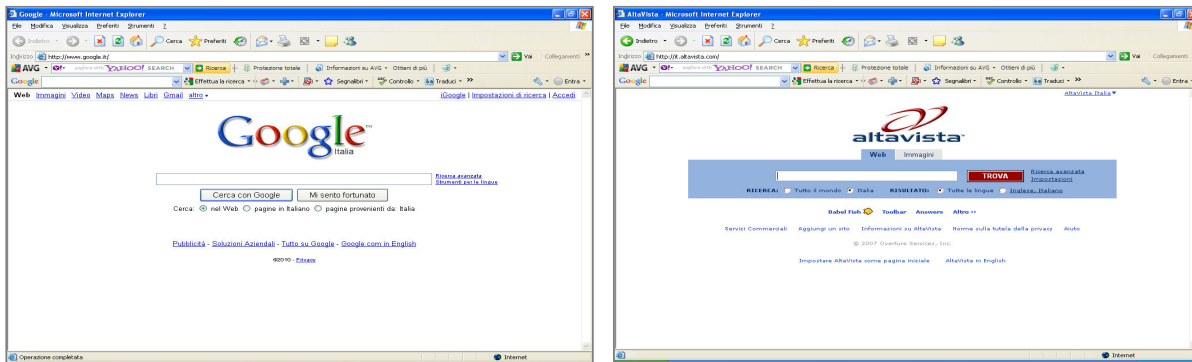 Google - Microsoft Internet Explorer
File Modifica Visualizza Preferiti Strumenti ?
Indietro Cerca Preferiti
Indirizzo http://www.google.it/ Vai Collegamenti »
AVG YAHOO! SEARCH Ricerca Protezione totale Informazioni su AVG Ottieni di più
Google Effettua la ricerca Segnalibri Controllo Traduci » Entra
Web Immagini Video Maps News Libri Gmail altro iGoogle | Impostazioni di ricerca | Accedi
Google™
Italia
Ricerca avanzata
Strumenti per le lingue
Cerca con Google Mi sento fortunato
Cerca: nel Web pagine in Italiano pagine provenienti da: Italia
Pubblicità - Soluzioni Aziendali - Tutto su Google - Google.com in English
©2010 - Privacy
Operazione completata Internet
AltaVista - Microsoft Internet Explorer
File Modifica Visualizza Preferiti Strumenti ?
Indietro Cerca Preferiti
Indirizzo http://it.altavista.com/ Vai Collegamenti
AVG YAHOO! SEARCH Ricerca Protezione totale Informazioni su AVG Ottieni di più
Google Effettua la ricerca Segnalibri Controllo Traduci » Entra
AltaVista Italia
altavista™
Web Immagini
TROVA Ricerca avanzata
Impostazioni
RICERCA: Tutto il mondo Italia RISULTATO: Tutte le lingue Inglese, Italiano
Babel Fish Toolbar Answers Altro »
Servizi Commerciali Aggiungi un sito Informazioni su AltaVista Norme sulla tutela della privacy Aiuto
© 2007 Overture Services, Inc.
Impostare AltaVista come pagina iniziale AltaVista in English
Internet